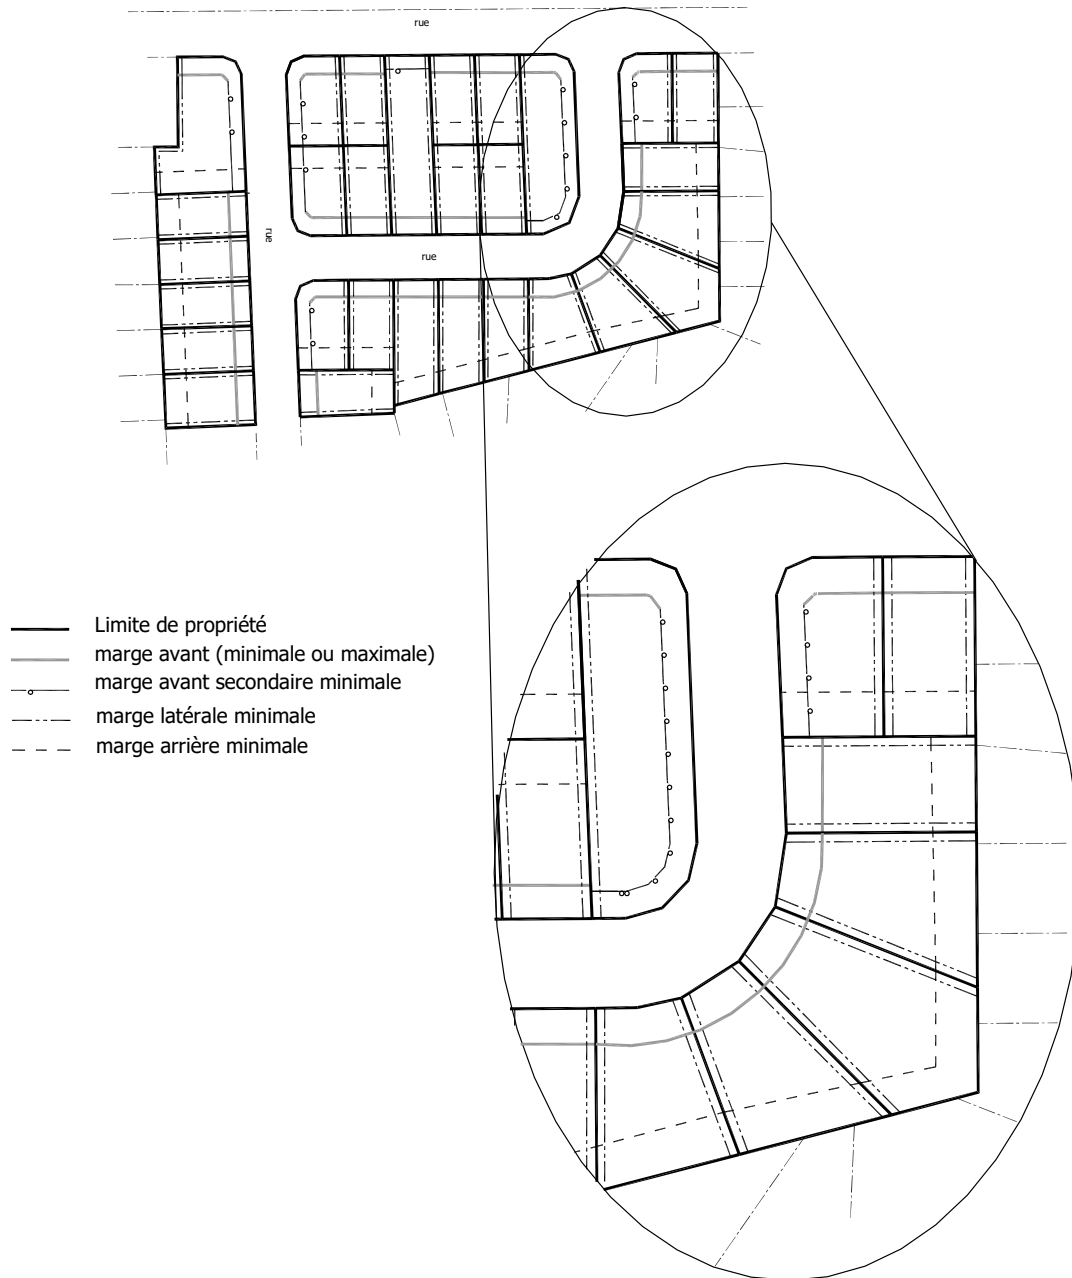 rue
rue
rue
Limite de propriété
marge avant (minimale ou maximale)
marge avant secondaire minimale
marge latérale minimale
marge arrière minimale